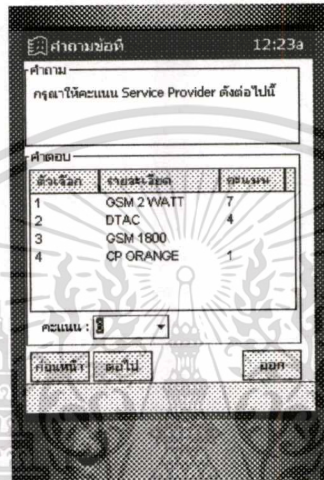 คำถามข้อที่ 12:23a
คำถาม
กรุณาให้คะแนน Service Provider ดังต่อไปนี้
คำตอบ
ตัวเลือก รายละเอียด คะแนน
1 GSM 2 WATT 7
2 DTAC 4
3 GSM 1800
4 CP ORANGE 1
คะแนน :
ก่อนหน้า ต่อไป ออก